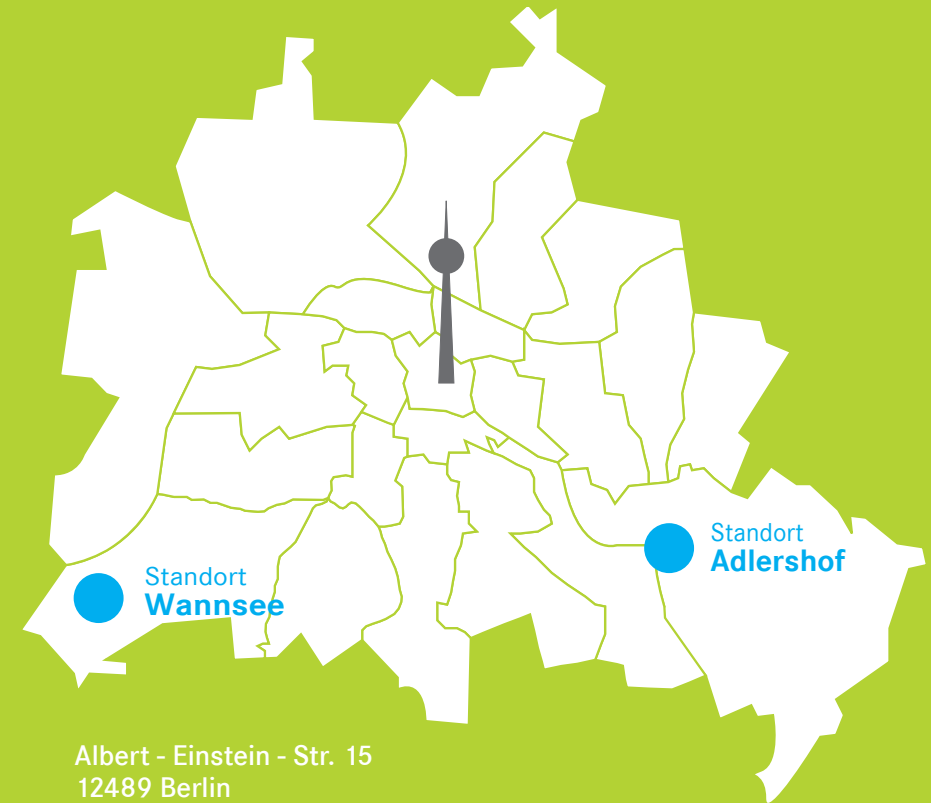 Standort
Adlershof
Standort
Wannsee
Albert - Einstein - Str. 15
12489 Berlin